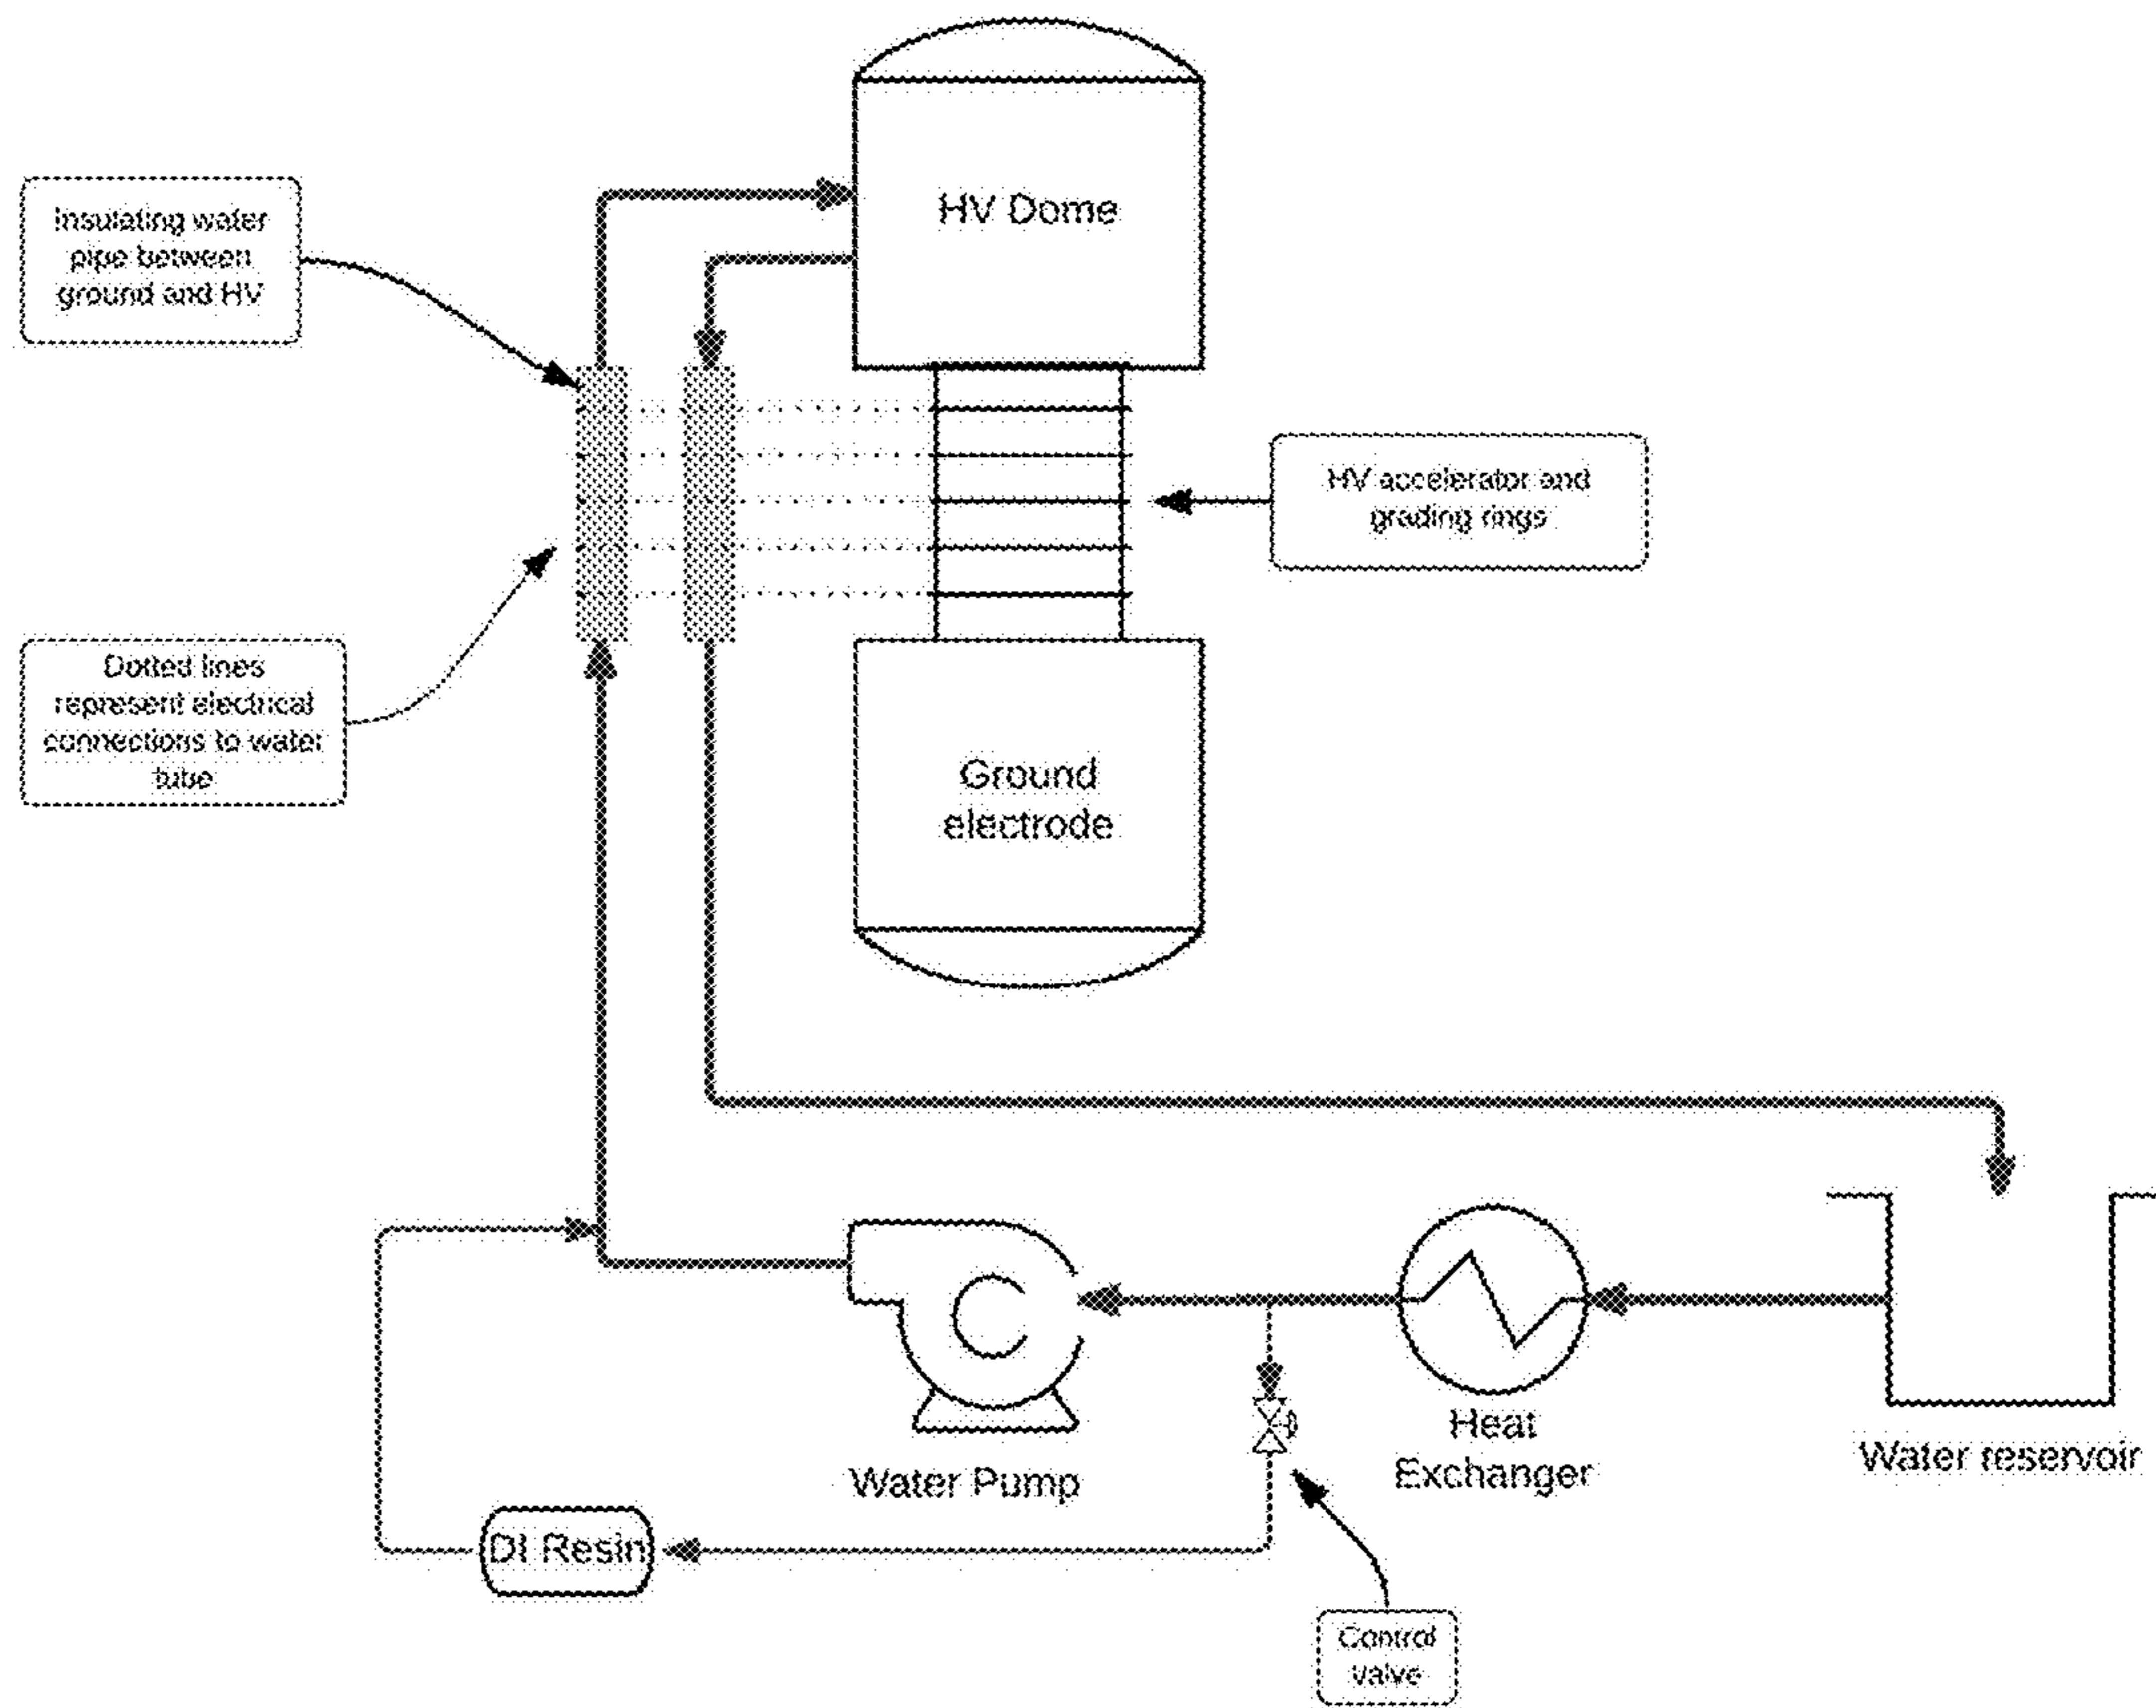 HV Dome
Insulating water
pipe between
ground and HV
HV accelerator and
grading rings
Dotted lines
represent electrical
connections to water
tube
Ground
electrode
Water Pump
Heat
Exchanger
Water reservoir
DI Resin
Control
valve